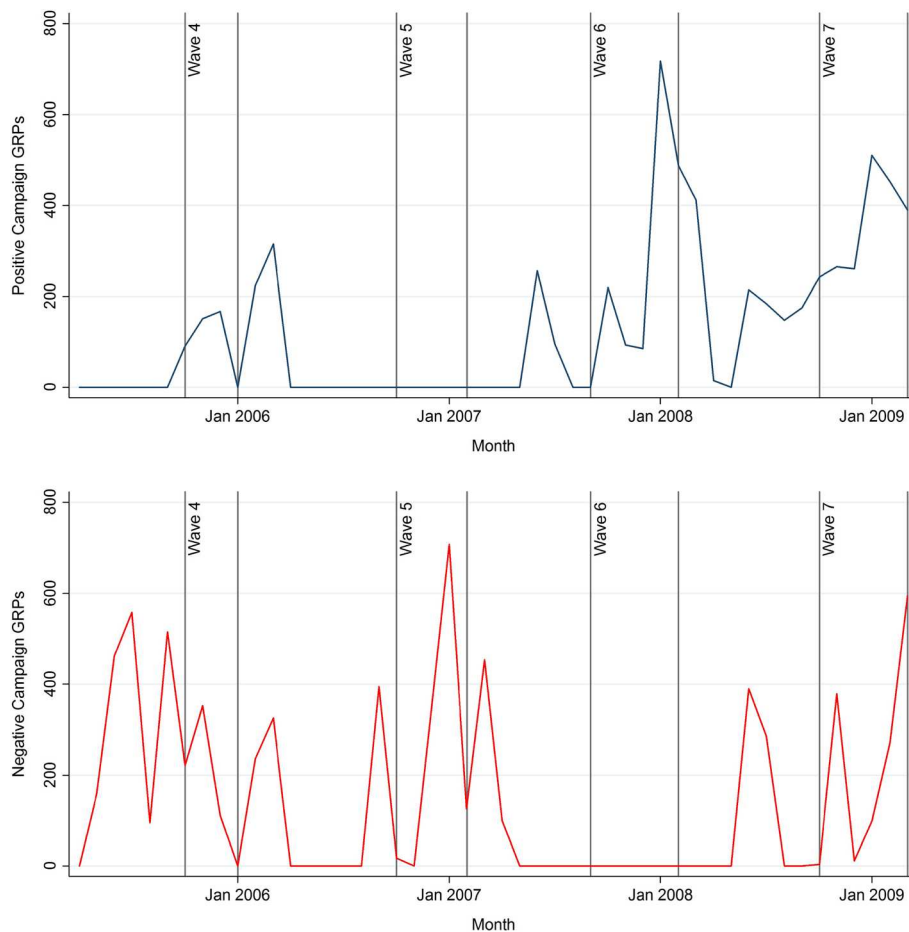 Positive Campaign GRPs
800
600
400
200
0
Wave 4
Wave 5
Wave 6
Wave 7
Jan 2006
Jan 2007
Jan 2008
Jan 2009
Month
Negative Campaign GRPs
800
600
400
200
0
Wave 4
Wave 5
Wave 6
Wave 7
Jan 2006
Jan 2007
Jan 2008
Jan 2009
Month